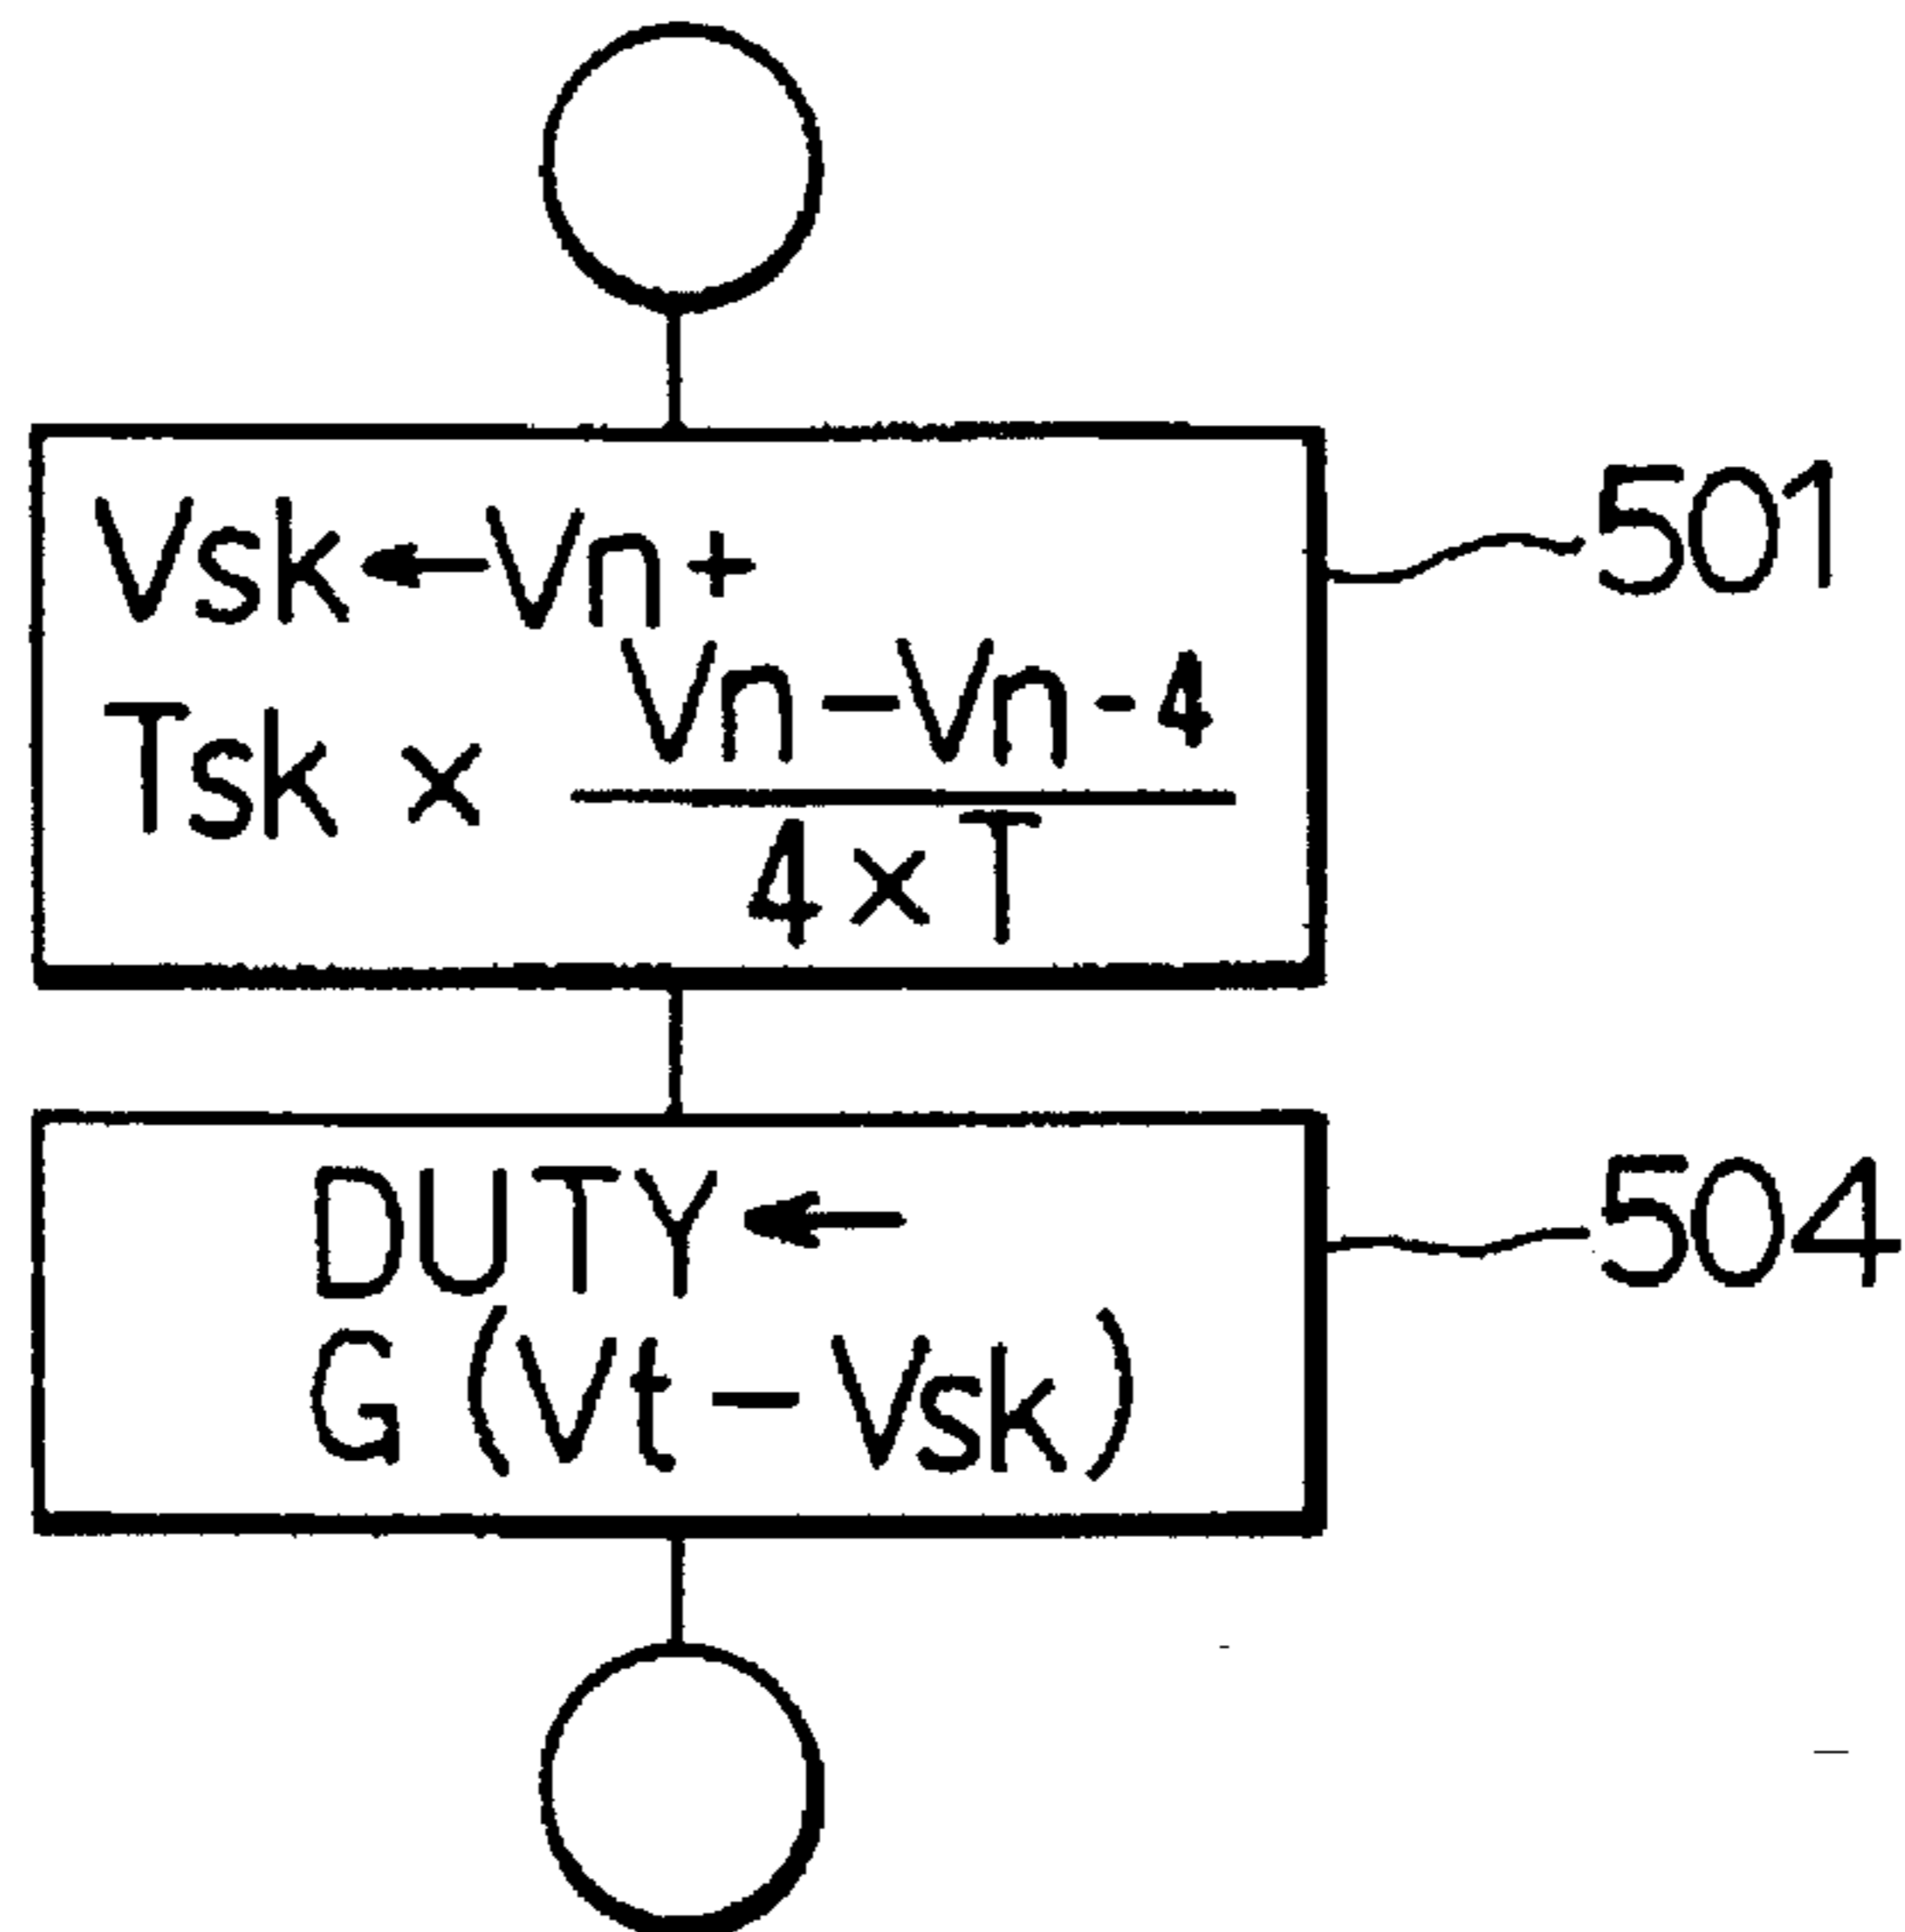 Vsk←Vn+
501
Vn−Vn-4
Tsk ×
4×T
DUTY←
504
G (Vt − Vsk)